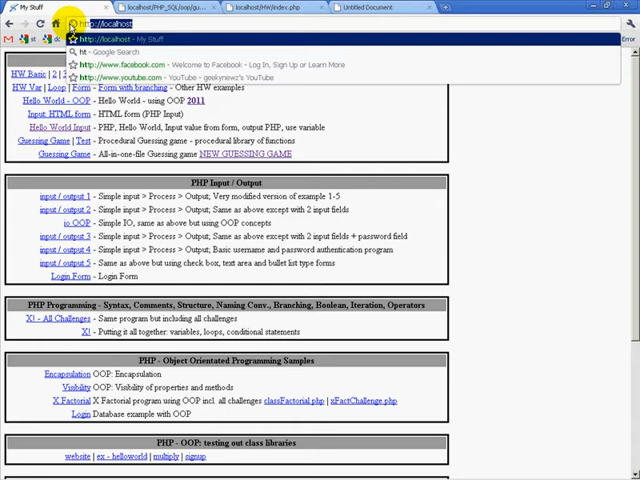 My Stuff
localhost/PHP_SQL/loop/gu...
localhost/HW/index.php
Untitled Document
http://localhost
http://localhost - My Stuff
ht - Google Search
http://www.facebook.com - Welcome to Facebook - Log In, Sign Up or Learn More
http://www.youtube.com - YouTube - geekynewz's YouTube
HW Basic | 2 | 3
HW Var | Loop | Form - Form with branching - Other HW examples
Hello World - OOP - Hello World - using OOP 2011
Input: HTML form - HTML form (PHP Input)
Hello World Input - PHP, Hello World, Input value from form, output PHP, use variable
Guessing Game | Test - Procedural Guessing game - procedural library of functions
Guessing Game - All-in-one-file Guessing game NEW GUESSING GAME
PHP Input / Output
input / output 1 - Simple input > Process > Output; Very modified version of example 1-5
input / output 2 - Simple input > Process > Output; Same as above except with 2 input fields
io OOP - Simple IO, same as above but using OOP concepts
input / output 3 - Simple input > Process > Output; Same as above except with 2 input fields + password field
input / output 4 - Simple input > Process > Output; Basic username and password authentication program
input / output 5 - Same as above using check box, text area and bullet list type forms
Login Form - Login Form
PHP Programming - Syntax, Comments, Structure, Naming Conv., Branching, Boolean, Iteration, Operators
X! - All Challenges - Same program but including all challenges
X! - Putting it all together: variables, loops, conditional statements
PHP - Object Orientated Programming Samples
Encapsulation OOP: Encapsulation
Visibility OOP: Visibility of properties and methods
X Factorial X Factorial program using OOP incl. all challenges classFactorial.php | xFactChallenge.php
Login Database example with OOP
PHP - OOP: testing out class libraries
website | ex - helloworld | multiply | signup